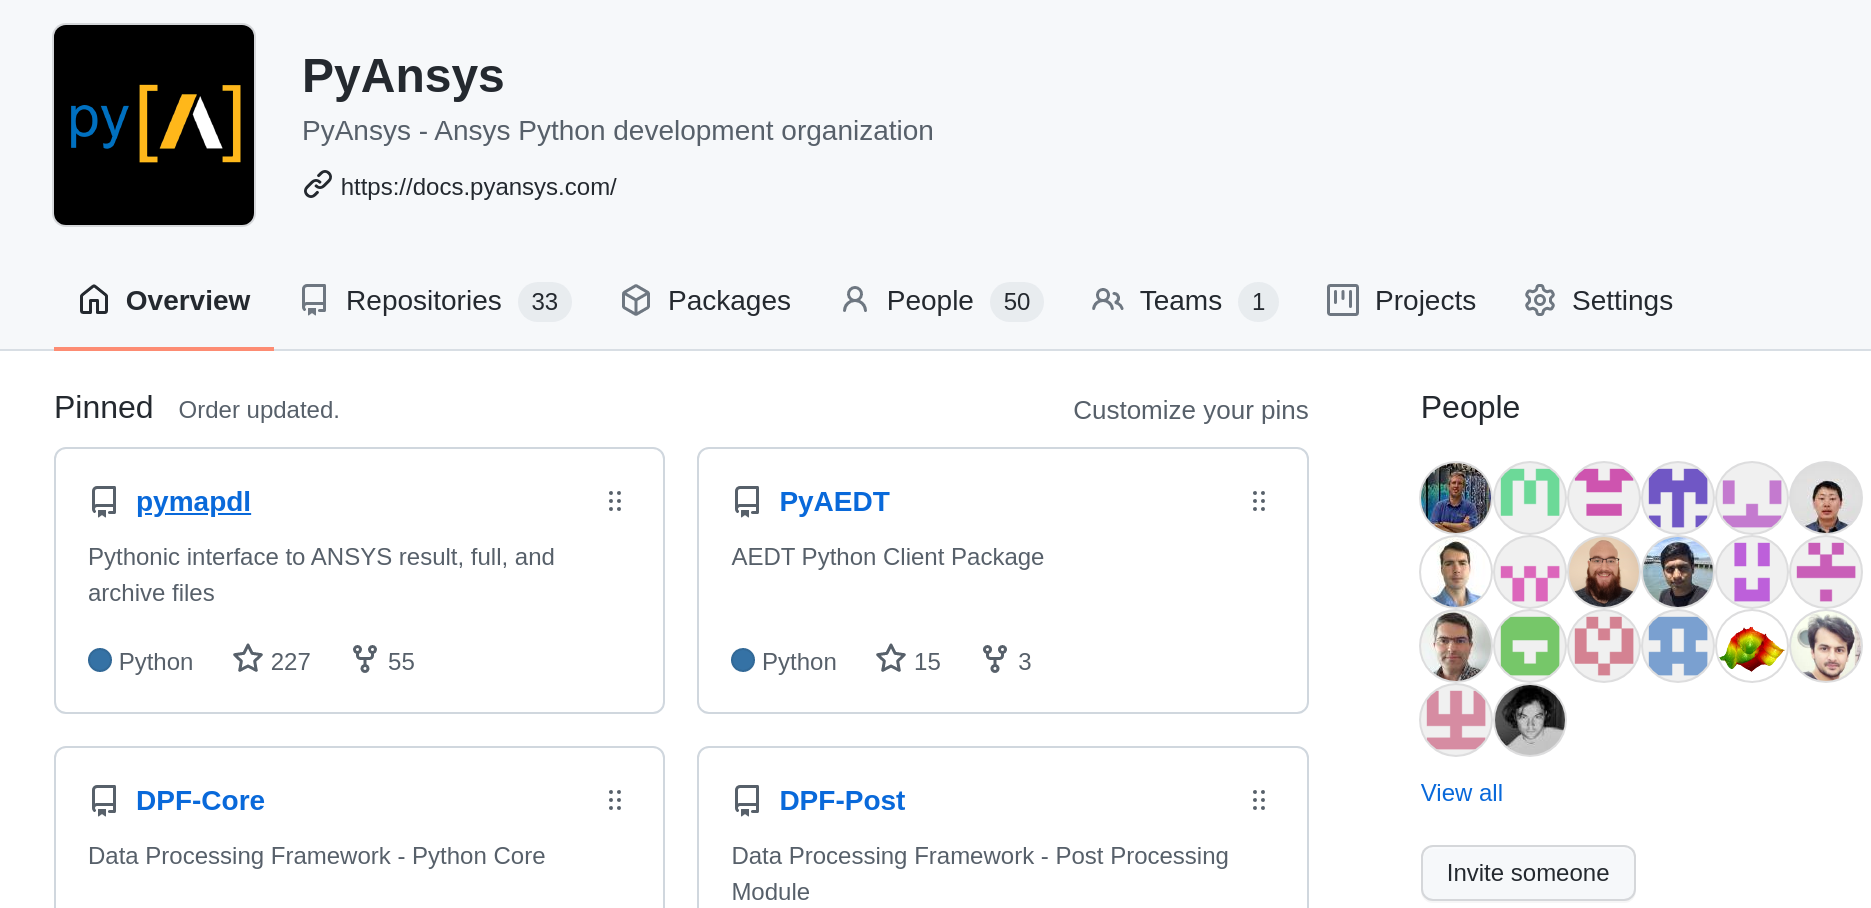 py[A]
PyAnsys
PyAnsys - Ansys Python development organization
https://docs.pyansys.com/
Overview
Repositories 33
Packages
People 50
Teams 1
Projects
Settings
Pinned Order updated.
Customize your pins
pymapdl
Pythonic interface to ANSYS result, full, and
archive files
Python 227 55
PyAEDT
AEDT Python Client Package
Python 15 3
DPF-Core
Data Processing Framework - Python Core
DPF-Post
Data Processing Framework - Post Processing
Module
People
View all
Invite someone